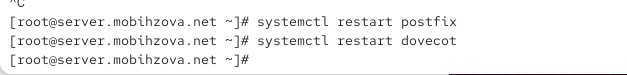 ^C
[root@server.mobihzova.net ~]# systemctl restart postfix
[root@server.mobihzova.net ~]# systemctl restart dovecot
[root@server.mobihzova.net ~]#